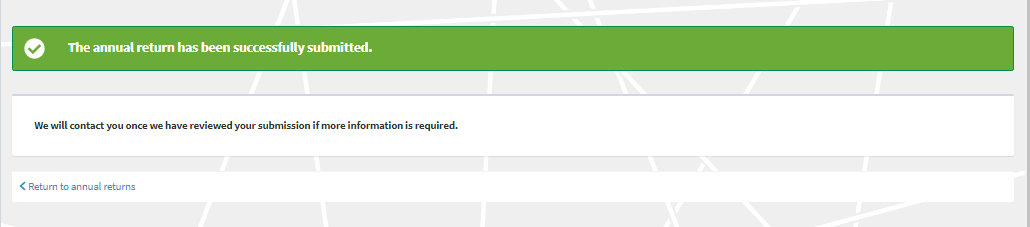 The annual return has been successfully submitted.
We will contact you once we have reviewed your submission if more information is required.
Return to annual returns